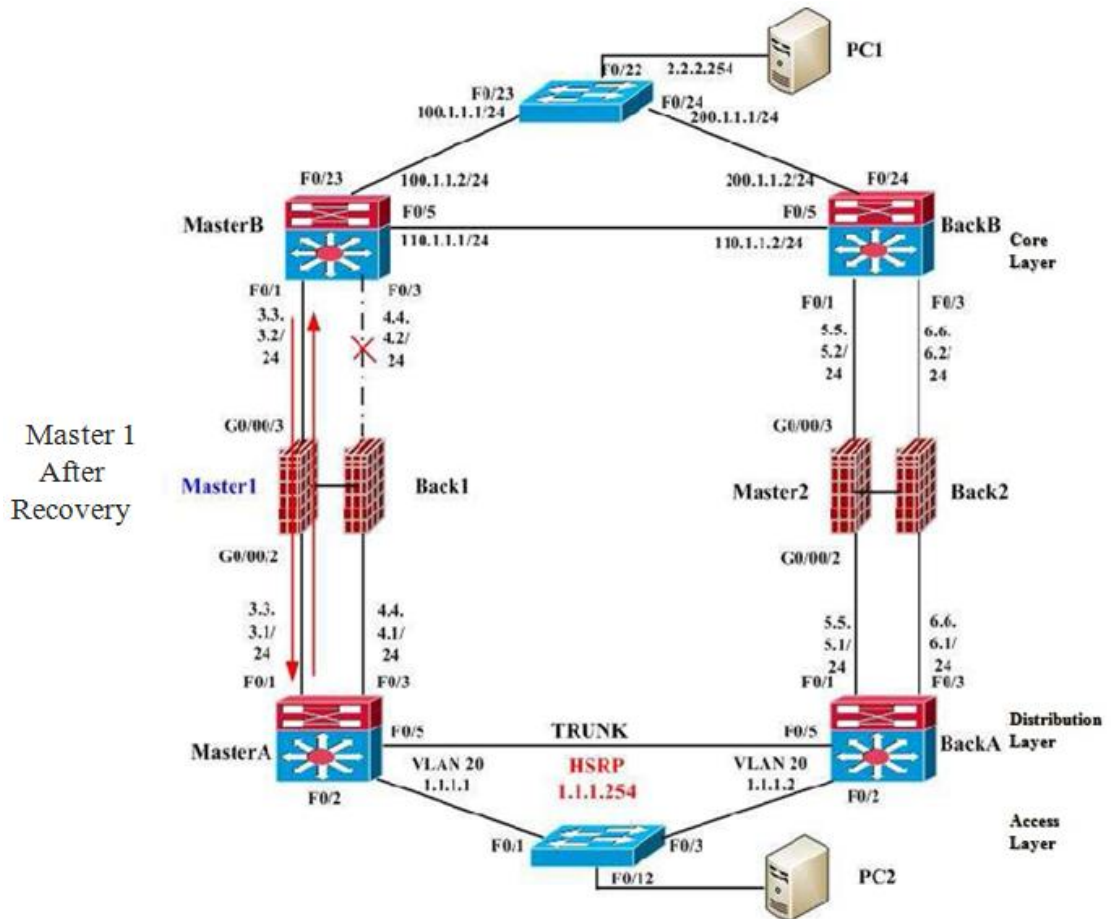 PC1
F0/22
2.2.2.254
F0/23
F0/24
100.1.1.1/24
200.1.1.1/24
F0/23
100.1.1.2/24
200.1.1.2/24
F0/24
MasterB
F0/5
F0/5
BackB
110.1.1.1/24
110.1.1.2/24
Core
Layer
F0/1
F0/3
F0/1
F0/3
3.3.
3.2/
24
4.4.
4.2/
24
5.5.
5.2/
24
6.6.
6.2/
24
G0/00/3
G0/00/3
Master 1
After
Recovery
Master1
Back1
Master2
Back2
G0/00/2
G0/00/2
3.3.
3.1/
24
4.4.
4.1/
24
5.5.
5.1/
24
6.6.
6.1/
24
F0/1
F0/3
F0/1
F0/3
MasterA
F0/5
TRUNK
F0/5
BackA
Distribution
Layer
VLAN 20
1.1.1.1
HSRP
1.1.1.254
VLAN 20
1.1.1.2
F0/2
F0/2
Access
Layer
F0/1
F0/3
F0/12
PC2